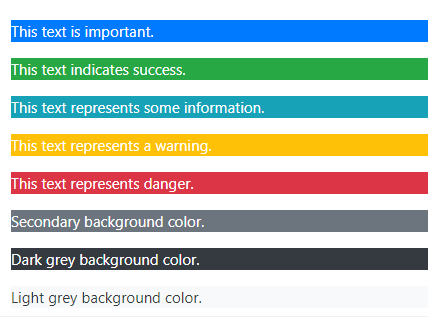 This text is important.
This text indicates success.
This text represents some information.
This text represents a warning.
This text represents danger.
Secondary background color.
Dark grey background color.
Light grey background color.